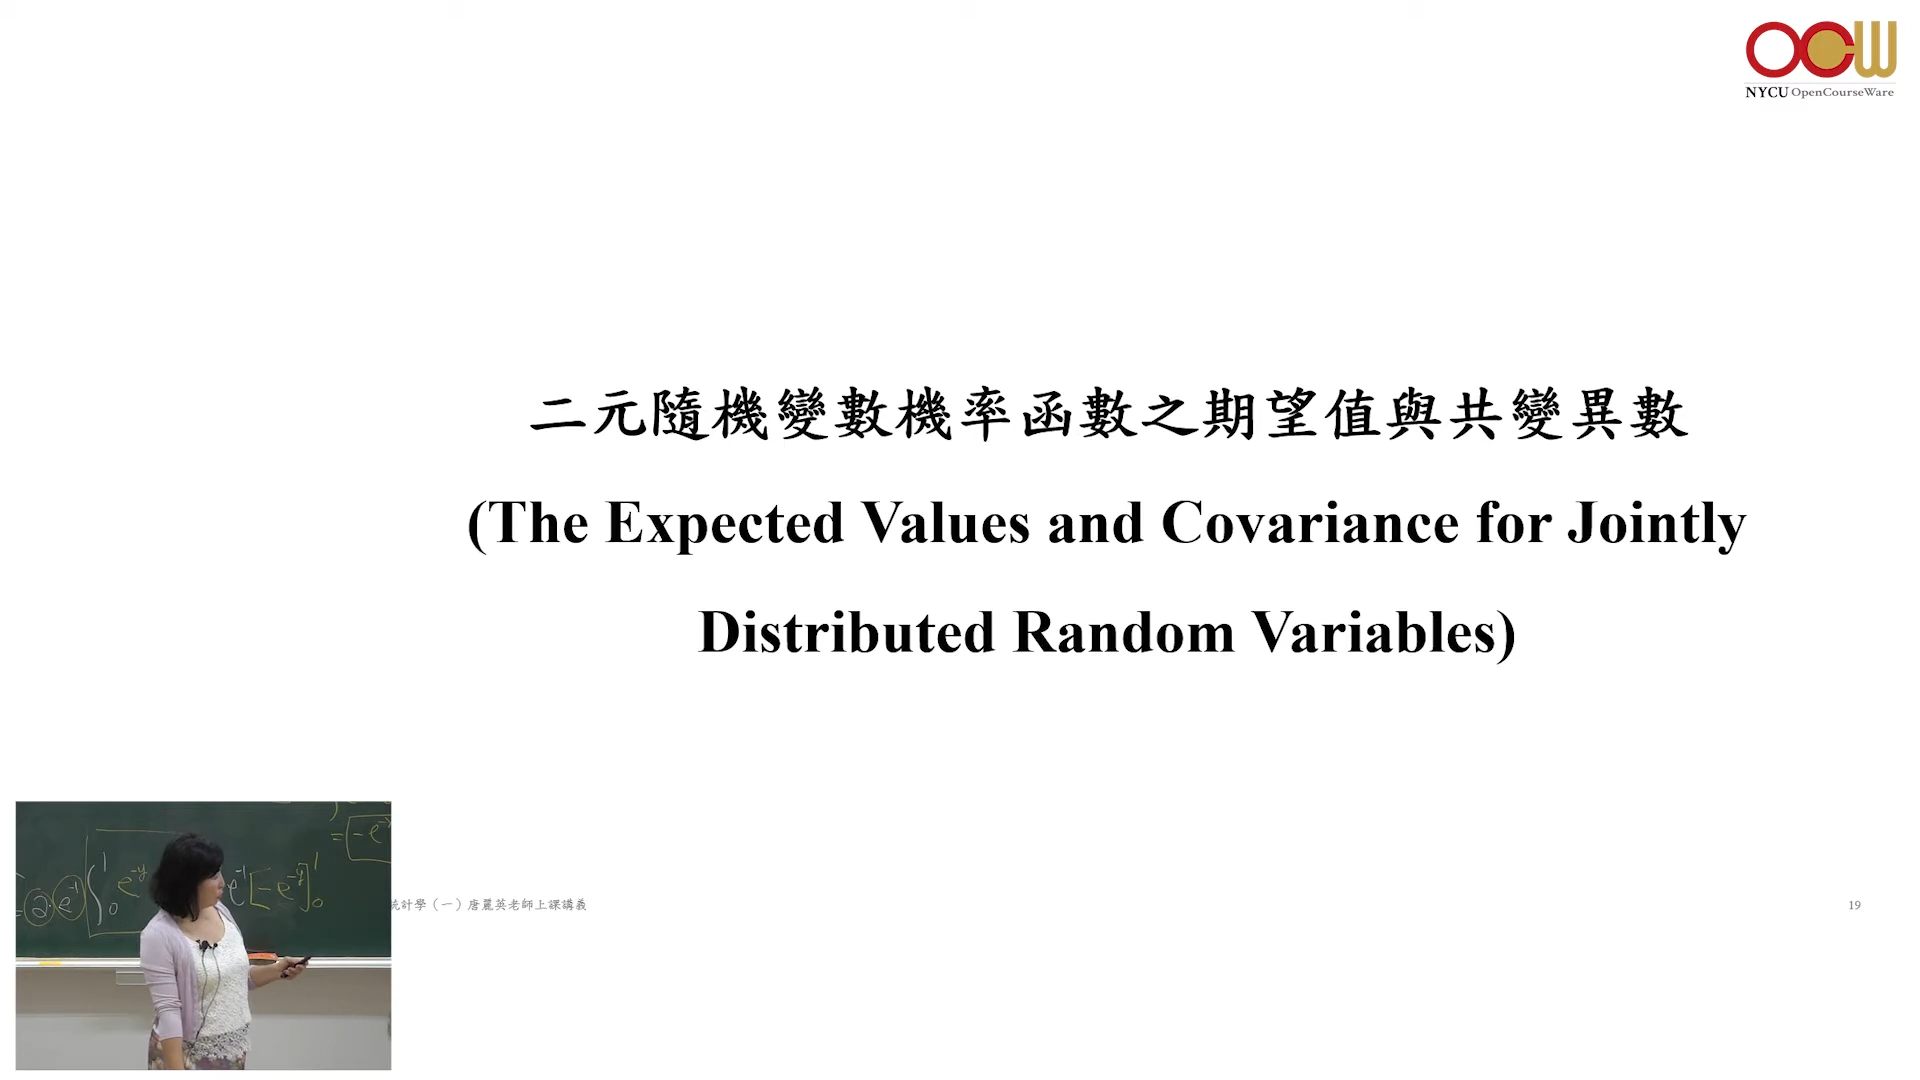 OCW
NYCU OpenCourseWare
二元隨機變數機率函數之期望值與共變異數
(The Expected Values and Covariance for Jointly
Distributed Random Variables)
統計學（一）唐麗英老師上課講義
19